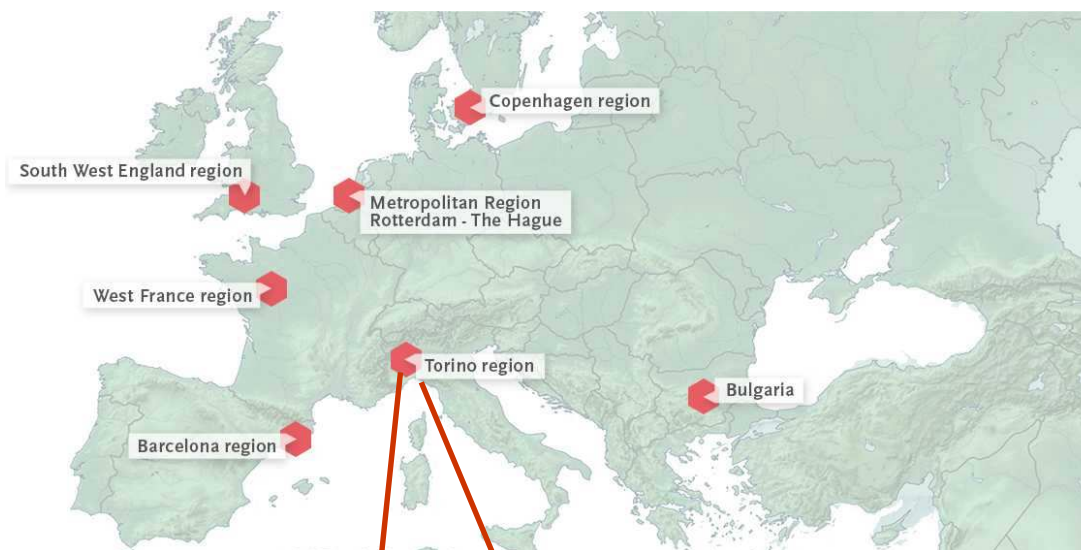 Copenhagen region
South West England region
Metropolitan Region
Rotterdam - The Hague
West France region
Torino region
Bulgaria
Barcelona region